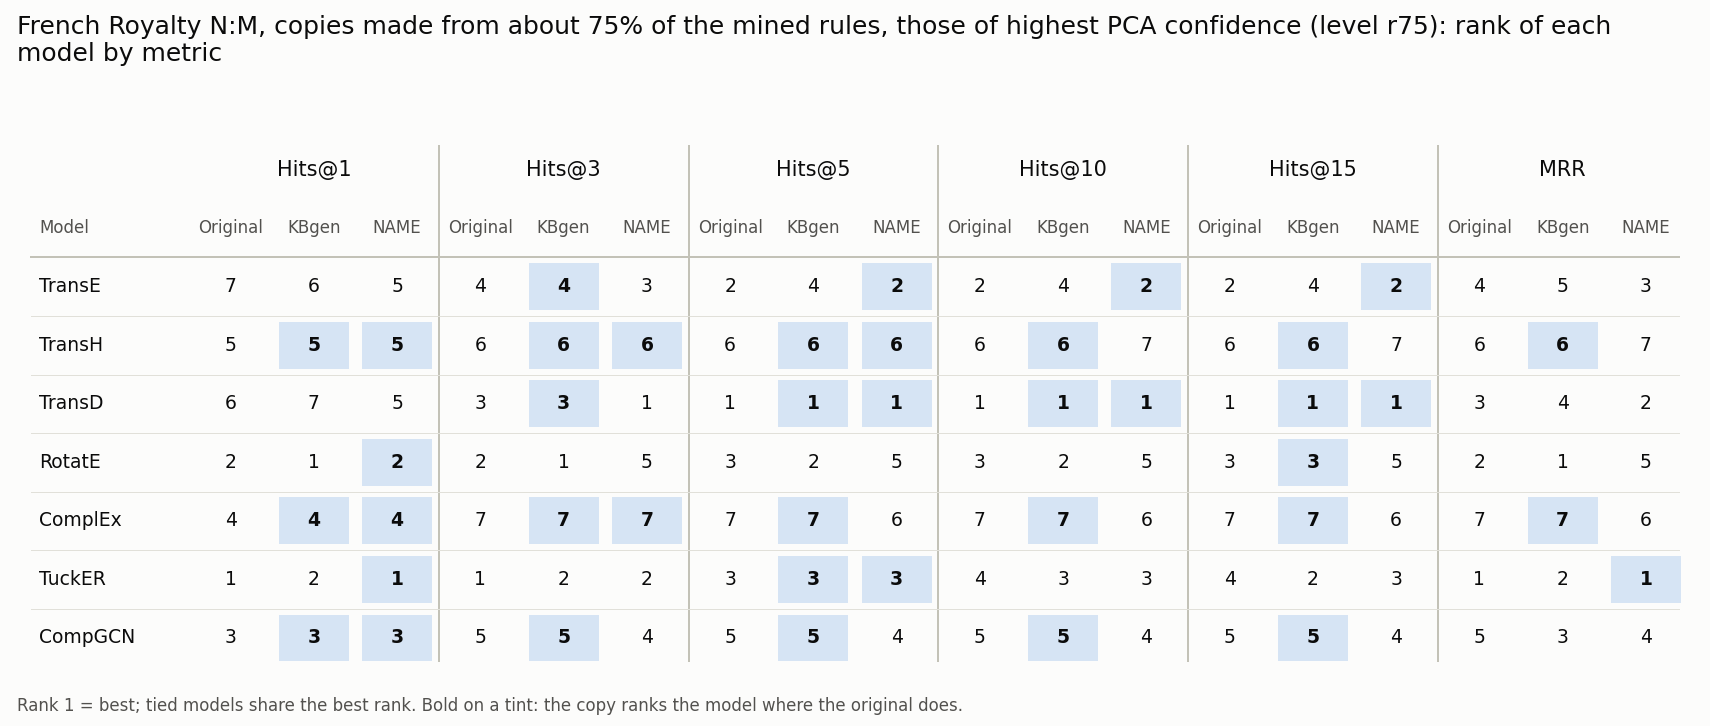 French Royalty N:M, copies made from about 75% of the mined rules, those of highest PCA confidence (level r75): rank of each
model by metric
Hits@1 Hits@3 Hits@5 Hits@10 Hits@15 MRR
Model Original KBgen NAME Original KBgen NAME Original KBgen NAME Original KBgen NAME Original KBgen NAME Original KBgen NAME
TransE 7 6 5 4 4 3 2 4 2 2 4 2 2 4 2 4 5 3
TransH 5 5 5 6 6 6 6 6 6 6 6 7 6 6 7 6 6 7
TransD 6 7 5 3 3 1 1 1 1 1 1 1 1 1 1 3 4 2
RotatE 2 1 2 2 1 5 3 2 5 3 2 5 3 3 5 2 1 5
ComplEx 4 4 4 7 7 7 7 7 6 7 7 6 7 7 6 7 7 6
TuckER 1 2 1 1 2 2 3 3 3 4 3 3 4 2 3 1 2 1
CompGCN 3 3 3 5 5 4 5 5 4 5 5 4 5 5 4 5 3 4
Rank 1 = best; tied models share the best rank. Bold on a tint: the copy ranks the model where the original does.